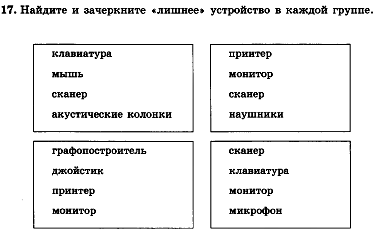 17. Найдите и зачеркните «лишнее» устройство в каждой группе.
клавиатура
мышь
сканер
акустические колонки
принтер
монитор
сканер
наушники
графопостроитель
джойстик
принтер
монитор
сканер
клавиатура
монитор
микрофон